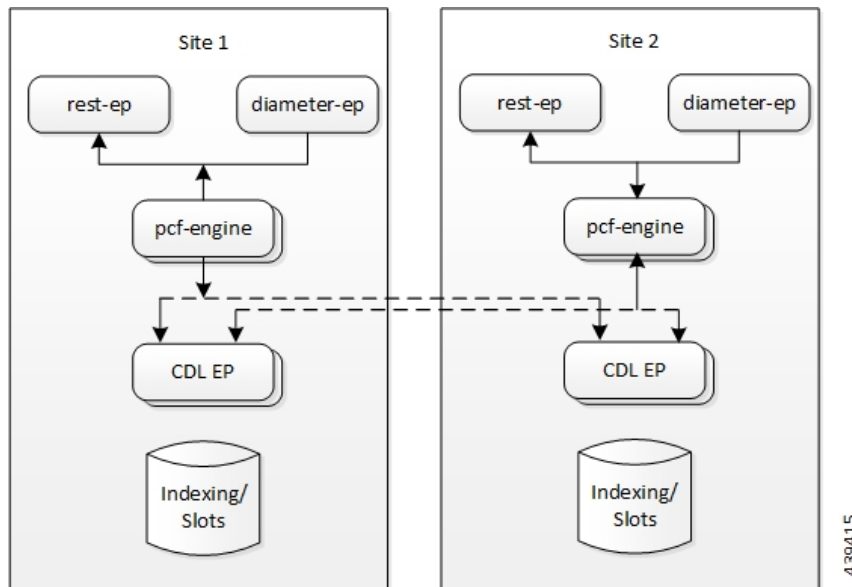 Site 1
rest-ep
diameter-ep
pcf-engine
CDL EP
Indexing/
Slots
Site 2
rest-ep
diameter-ep
pcf-engine
CDL EP
Indexing/
Slots
439415